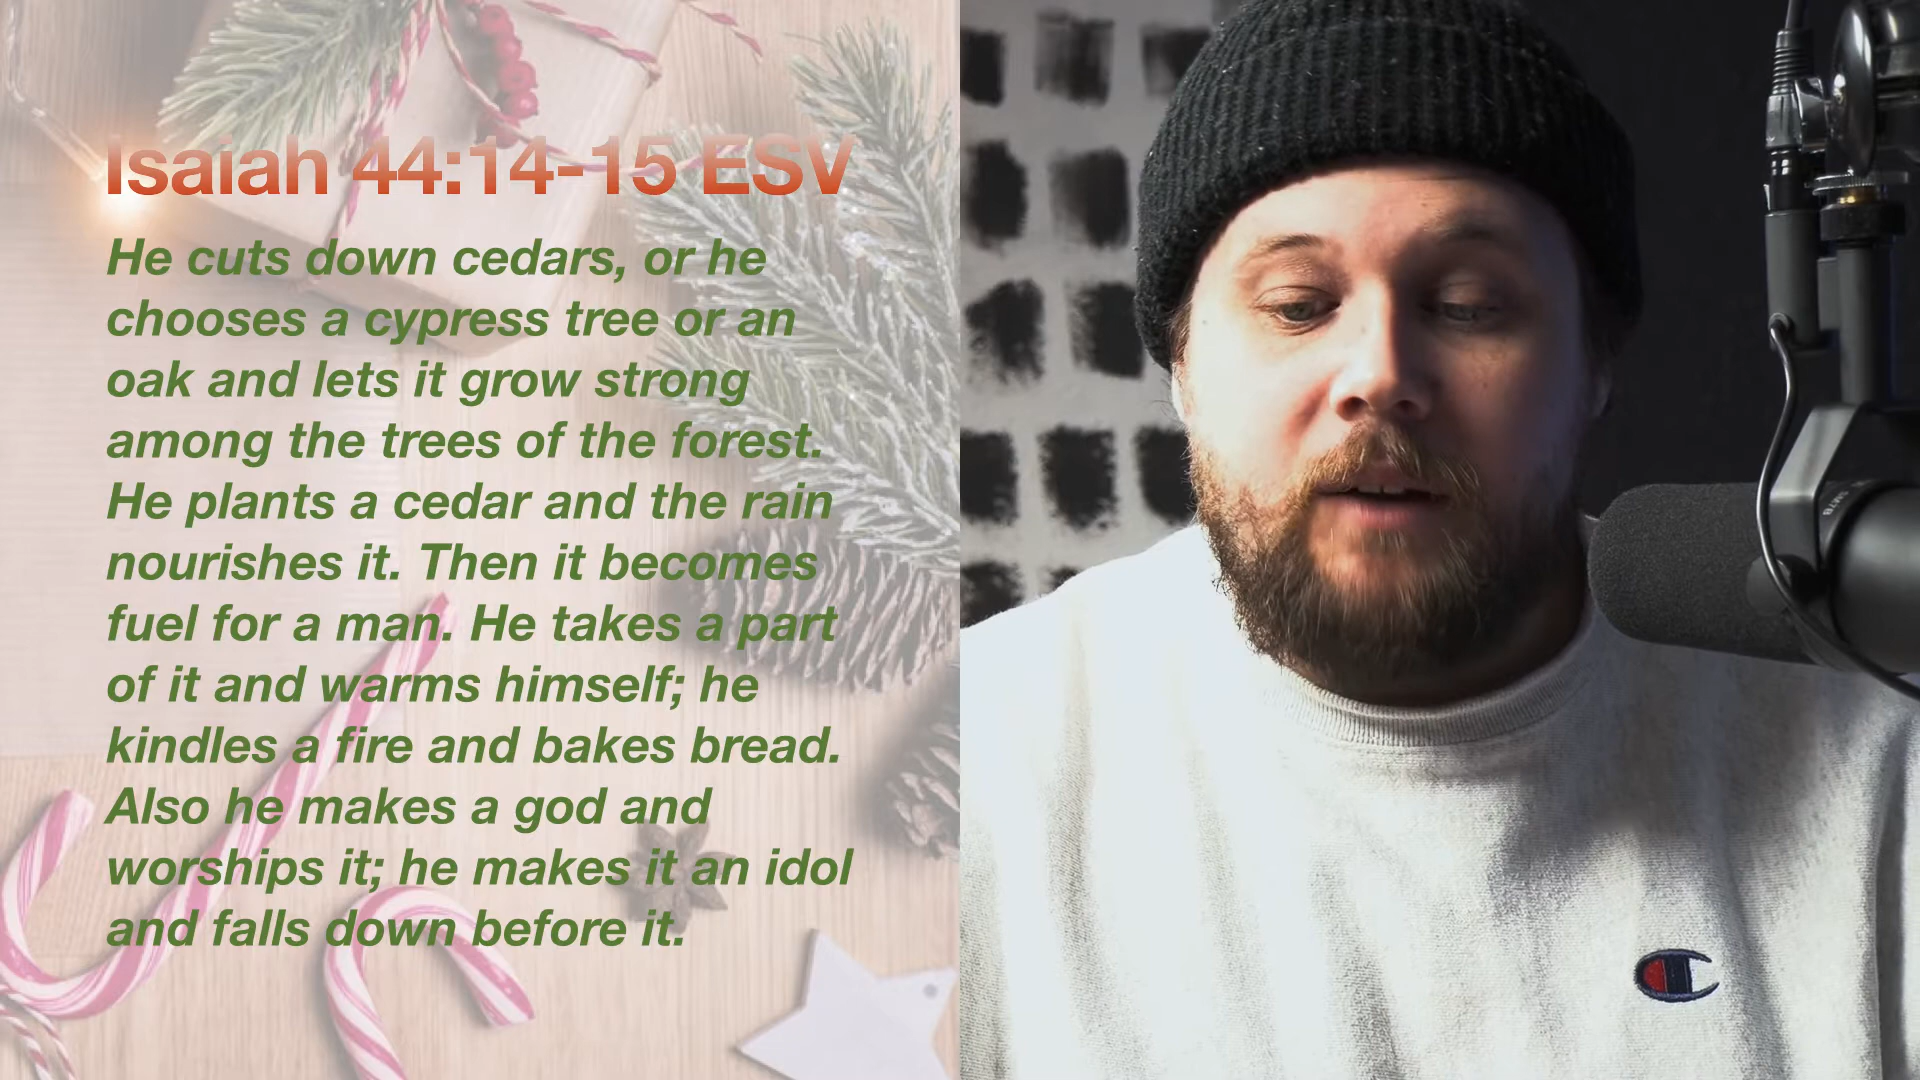 Isaiah 44:14-15 ESV
He cuts down cedars, or he
chooses a cypress tree or an
oak and lets it grow strong
among the trees of the forest.
He plants a cedar and the rain
nourishes it. Then it becomes
fuel for a man. He takes a part
of it and warms himself; he
kindles a fire and bakes bread.
Also he makes a god and
worships it; he makes it an idol
and falls down before it.